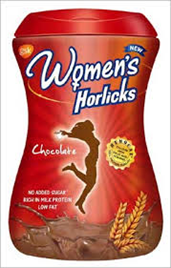 NEW
Women's
Horlicks
Chocolate
NO ADDED SUGAR*
RICH IN MILK PROTEIN
LOW FAT